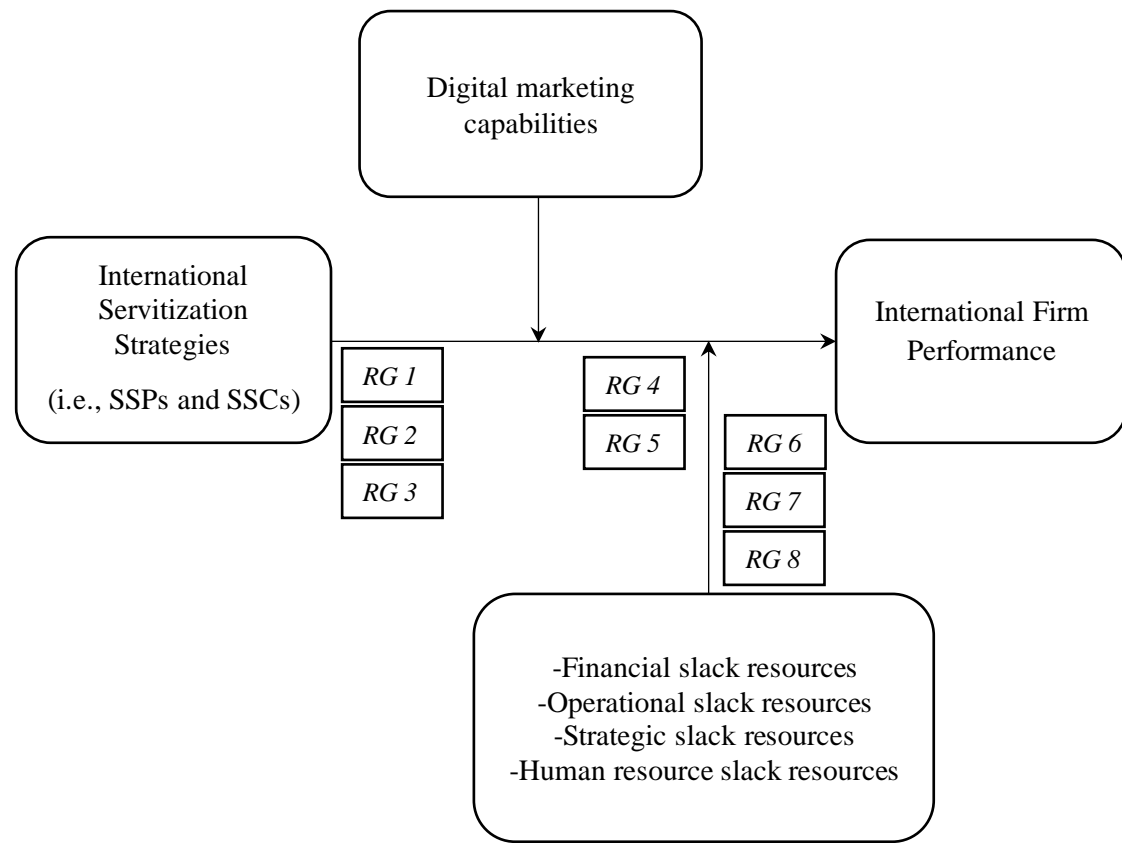 Digital marketing
capabilities
International
Servitization
Strategies
(i.e., SSPs and SSCs)
International Firm
Performance
RG 1
RG 2
RG 3
RG 4
RG 5
RG 6
RG 7
RG 8
-Financial slack resources
-Operational slack resources
-Strategic slack resources
-Human resource slack resources